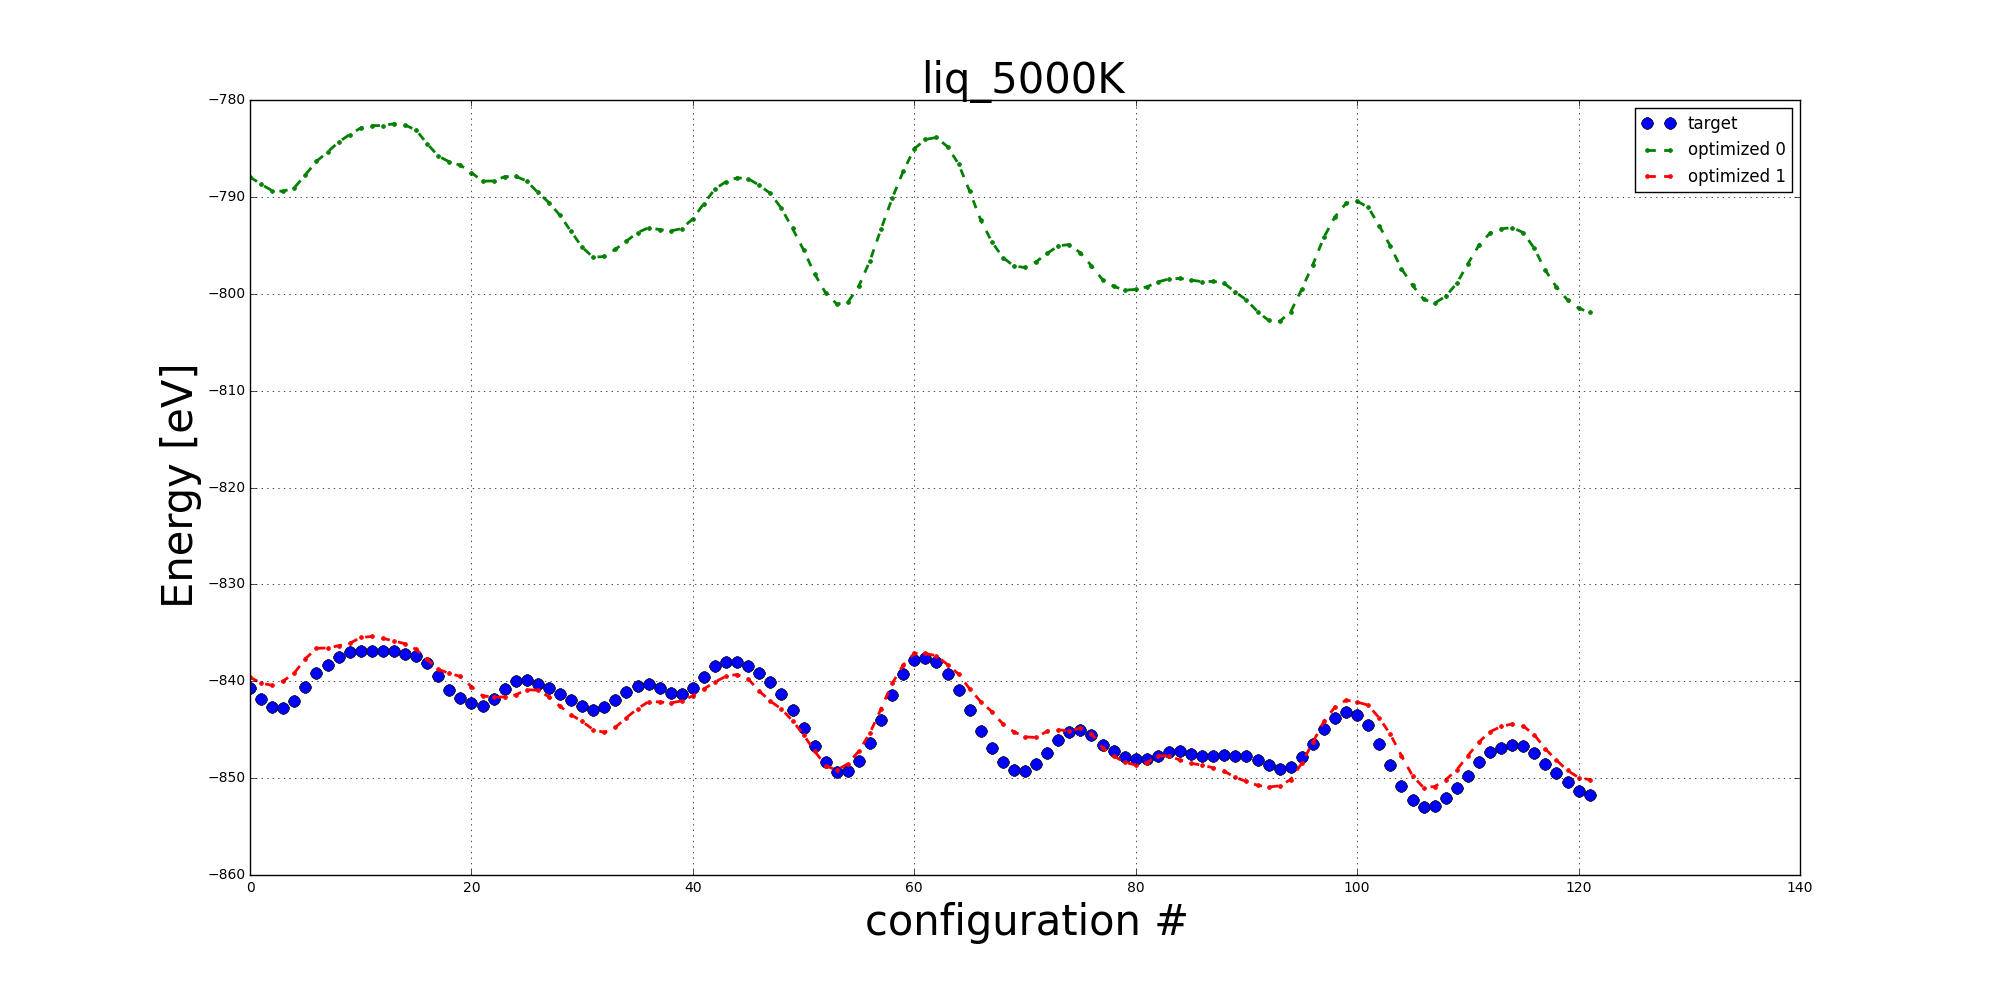 liq_5000K
−780
−790
−800
−810
−820
−830
−840
−850
−860
Energy [eV]
target
optimized 0
optimized 1
0 20 40 60 80 100 120 140
configuration #